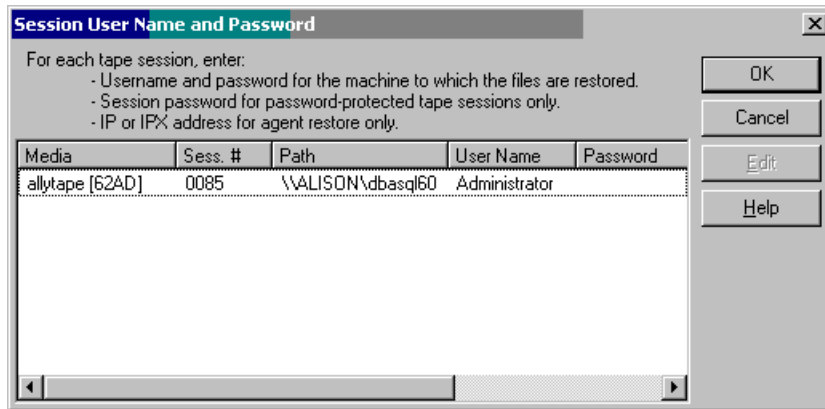 Session User Name and Password
For each tape session, enter:
- Username and password for the machine to which the files are restored.
- Session password for password-protected tape sessions only.
- IP or IPX address for agent restore only.
OK
Cancel
Edit
Help
Media Sess. # Path User Name Password
allytape [62AD] 0085 \\ALISON\dbasql60 Administrator